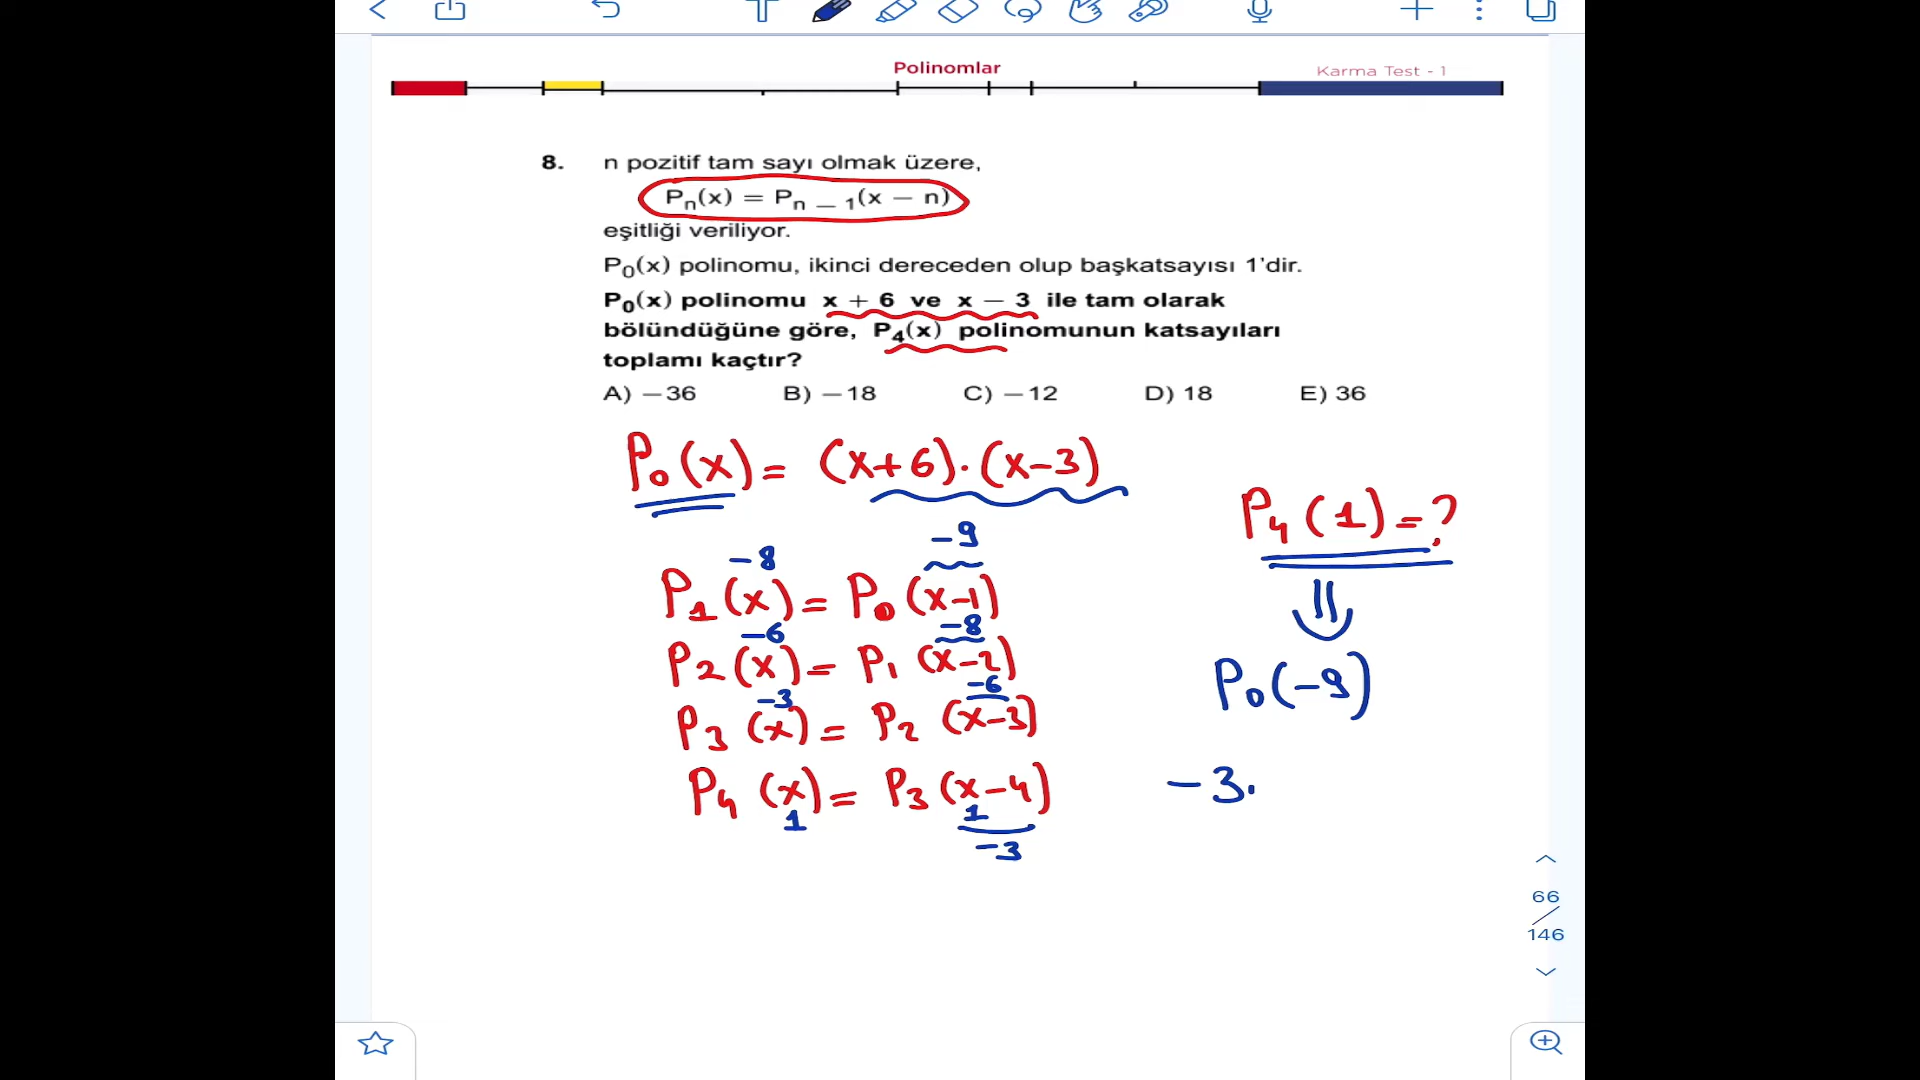 Polinomlar
Karma Test - 1
8. n pozitif tam sayı olmak üzere,
Pₙ(x) = Pₙ ₋ ₁(x − n)
eşitliği veriliyor.
P₀(x) polinomu, ikinci dereceden olup başkatsayısı 1'dir.
P₀(x) polinomu x + 6 ve x − 3 ile tam olarak
bölündüğüne göre, P₄(x) polinomunun katsayıları
toplamı kaçtır?
A) −36 B) −18 C) −12 D) 18 E) 36
P₀(x) = (x+6)·(x-3)
P₄(1) = ?
-8 -9
P₁(x) = P₀(x-1)
-6 -8
P₂(x) = P₁(x-2)
P₀(-9)
-3 -6
P₃(x) = P₂(x-3)
P₄(x) = P₃(x-4)
-3.
1 1
-3
66
146